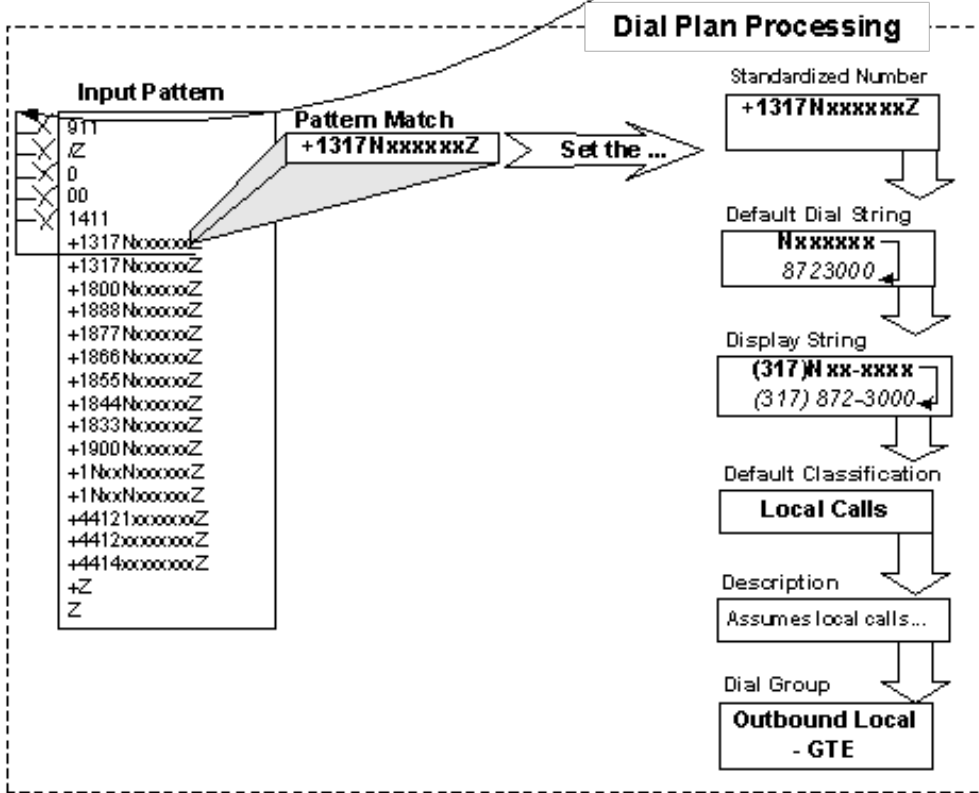 Dial Plan Processing
Input Pattern
911
/Z
0
00
1411
+1317NxxxxxxZ
+1317NxxxxxxZ
+1800NxxxxxxZ
+1888NxxxxxxZ
+1877NxxxxxxZ
+1866NxxxxxxZ
+1855NxxxxxxZ
+1844NxxxxxxZ
+1833NxxxxxxZ
+1900NxxxxxxZ
+1NxxNxxxxxxZ
+1NxxNxxxxxxZ
+44121xxxxxxxZ
+4412xxxxxxxxZ
+4414xxxxxxxxZ
+Z
Z
Pattern Match
+1317NxxxxxxZ
Set the ...
Standardized Number
+1317NxxxxxxZ
Default Dial String
Nxxxxxx
8723000
Display String
(317)Nxx-xxxx
(317) 872-3000
Default Classification
Local Calls
Description
Assumes local calls...
Dial Group
Outbound Local
- GTE